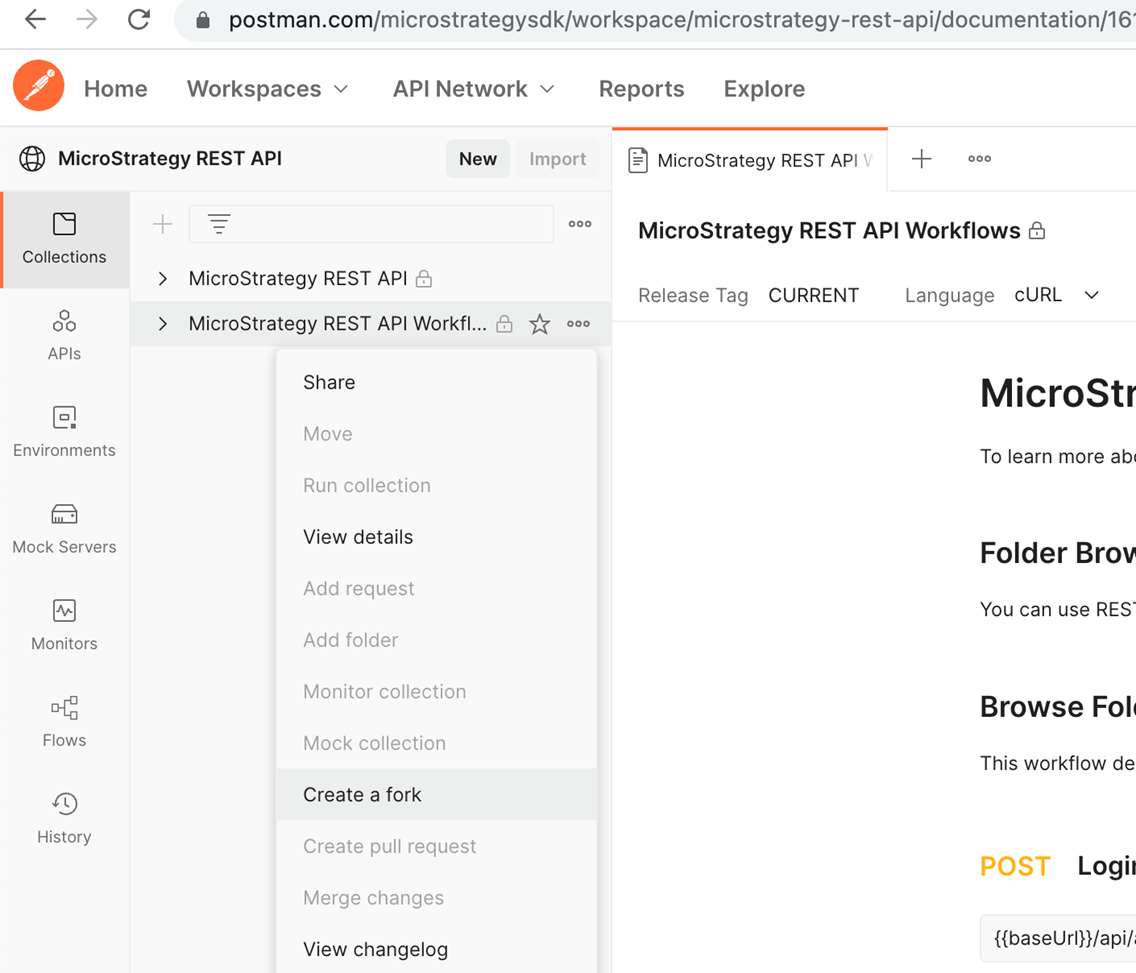 postman.com/microstrategysdk/workspace/microstrategy-rest-api/documentation/16
Home Workspaces API Network Reports Explore
MicroStrategy REST API New Import
Collections
APIs
Environments
Mock Servers
Monitors
Flows
History
MicroStrategy REST API
MicroStrategy REST API Workfl...
Share
Move
Run collection
View details
Add request
Add folder
Monitor collection
Mock collection
Create a fork
Create pull request
Merge changes
View changelog
MicroStrategy REST API
MicroStrategy REST API Workflows
Release Tag CURRENT Language cURL
MicroStr
To learn more abo
Folder Brow
You can use REST
Browse Fol
This workflow de
POST Login
{{baseUrl}}/api/